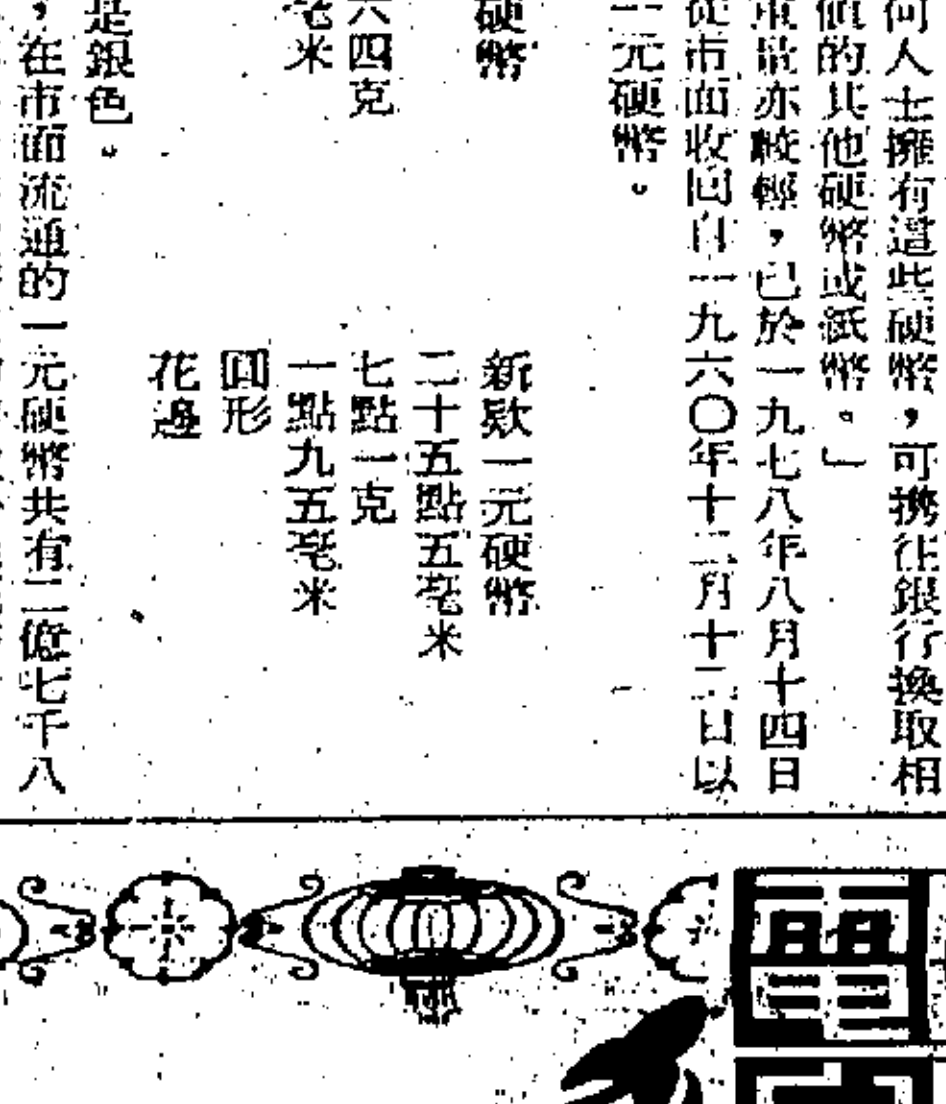 何人士擁有這些硬幣，可携往銀行換取相
值的其他硬幣或紙幣。」
重量亦較輕，已於一九七八年八月十四日
從市面收回自一九六〇年十二月十二日以
一元硬幣。
硬幣
新欵一元硬幣
二十五點五毫米
六四克
七點一克
毫米
一點九五毫米
圓形
花邊
是銀色。
，在市面流通的一元硬幣共有二億七千八